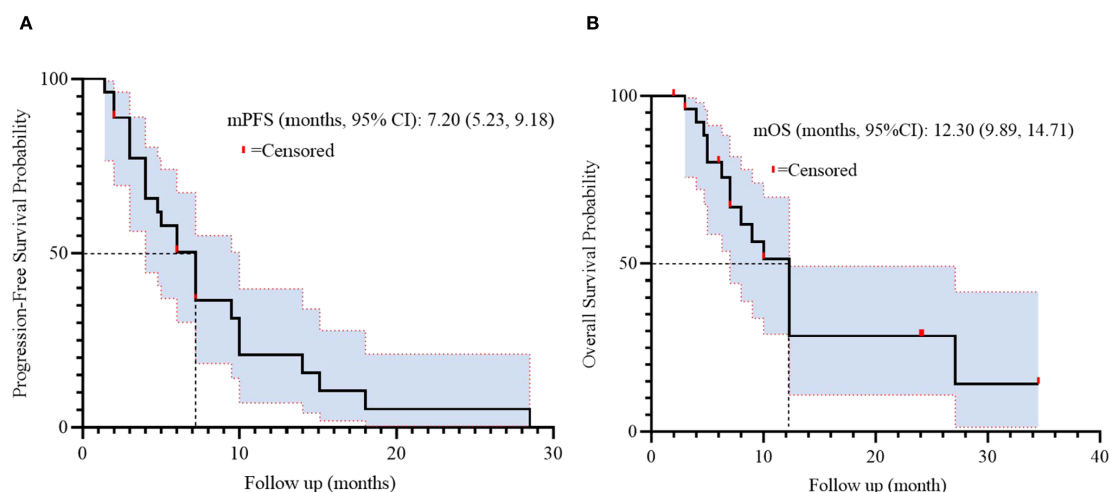 A
Progression-Free Survival Probability
100
50
0
mPFS (months, 95% CI): 7.20 (5.23, 9.18)
=Censored
0 10 20 30
Follow up (months)
B
Overall Survival Probability
100
50
0
mOS (months, 95%CI): 12.30 (9.89, 14.71)
=Censored
0 10 20 30 40
Follow up (month)